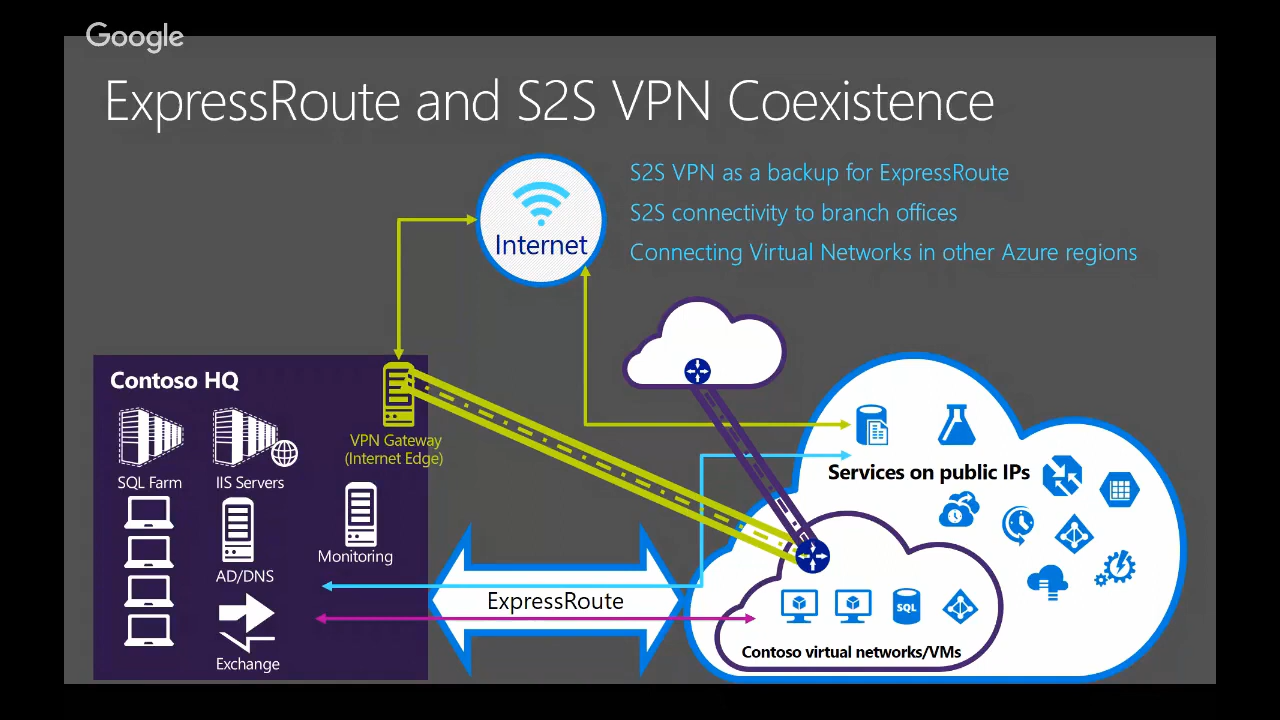 Google
ExpressRoute and S2S VPN Coexistence
S2S VPN as a backup for ExpressRoute
S2S connectivity to branch offices
Connecting Virtual Networks in other Azure regions
Internet
Contoso HQ
VPN Gateway
(Internet Edge)
SQL Farm
IIS Servers
Monitoring
AD/DNS
Exchange
ExpressRoute
Services on public IPs
SQL
Contoso virtual networks/VMs